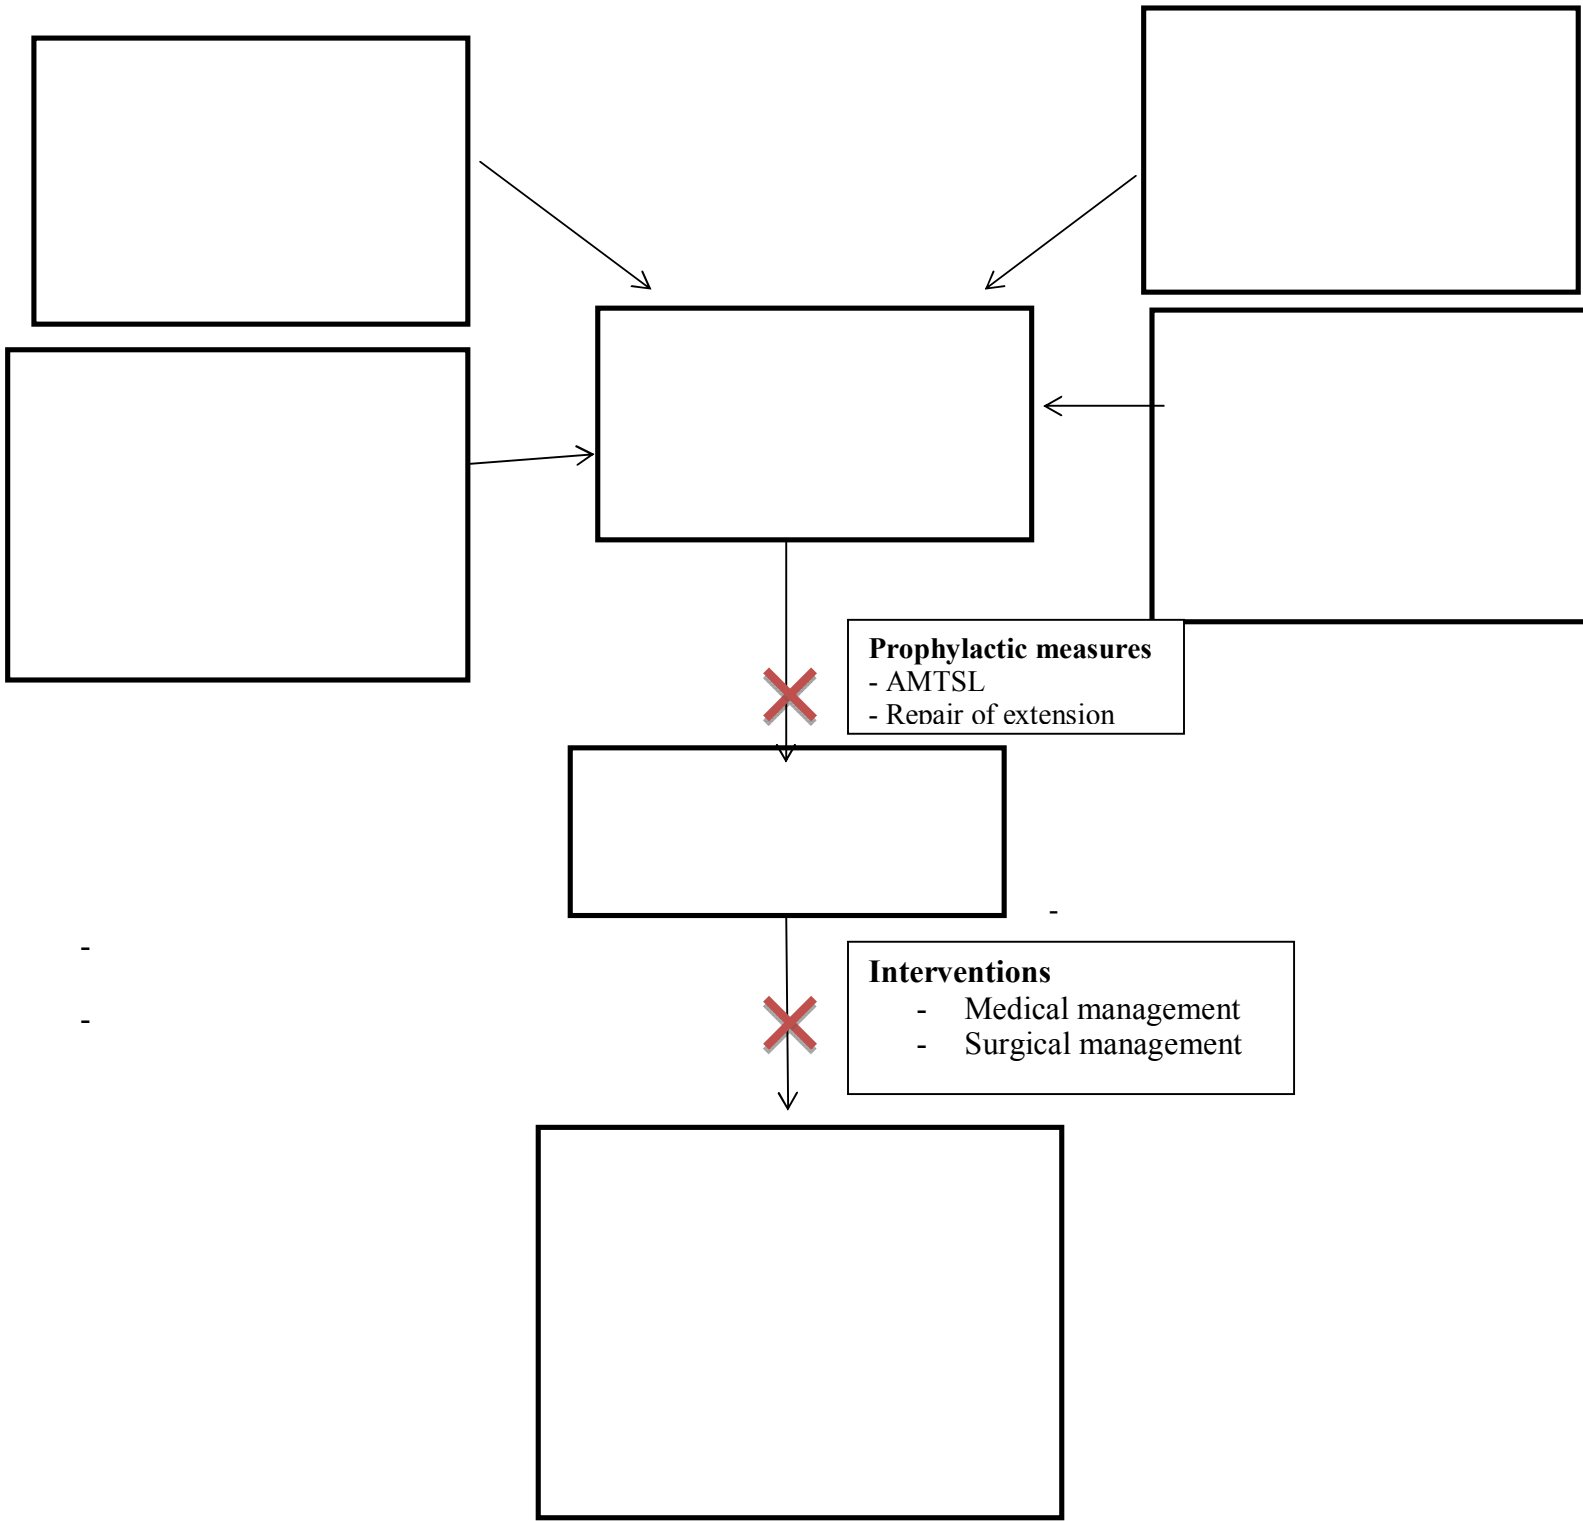 Prophylactic measures
- AMTSL
- Repair of extension
-
-
Interventions
- Medical management
-
- Surgical management